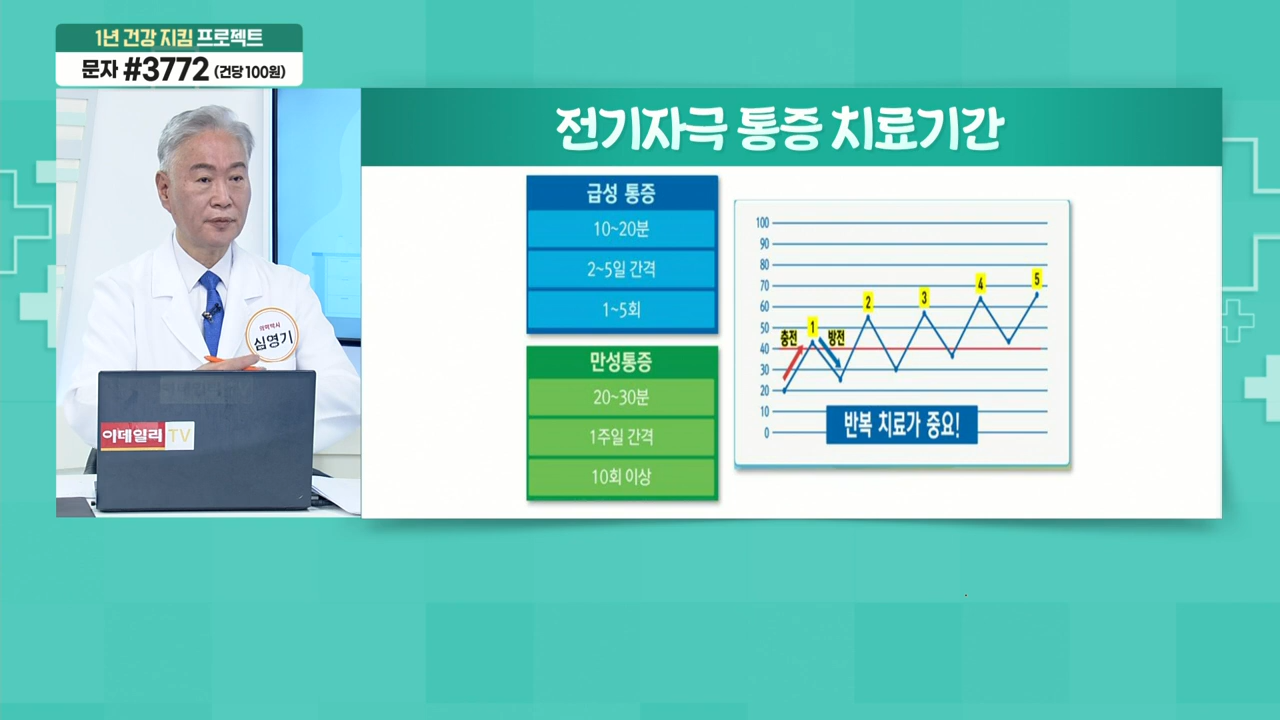 1년 건강 지킴 프로젝트
문자 #3772 (건당 100원)
전기자극 통증 치료기간
급성 통증
10~20분
2~5일 간격
1~5회
만성통증
20~30분
1주일 간격
10회 이상
100
90
80
70
60
50
40
30
20
10
0
충전
1
방전
2
3
4
5
반복 치료가 중요!
의학박사
심영기
이데일리 TV